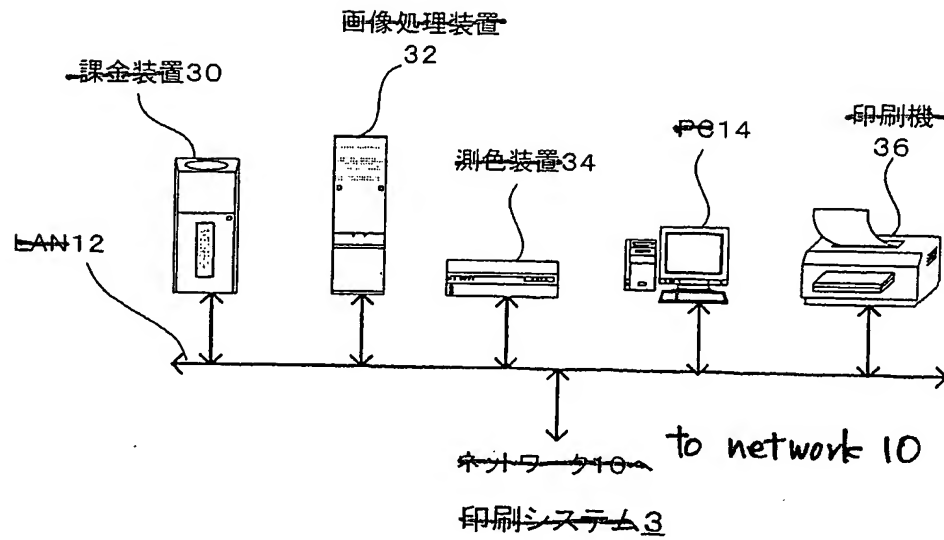 画像処理装置
32
課金装置30
印刷機
36
PC14
測色装置34
LAN12
to network 10
ネットワーク10へ
印刷システム3